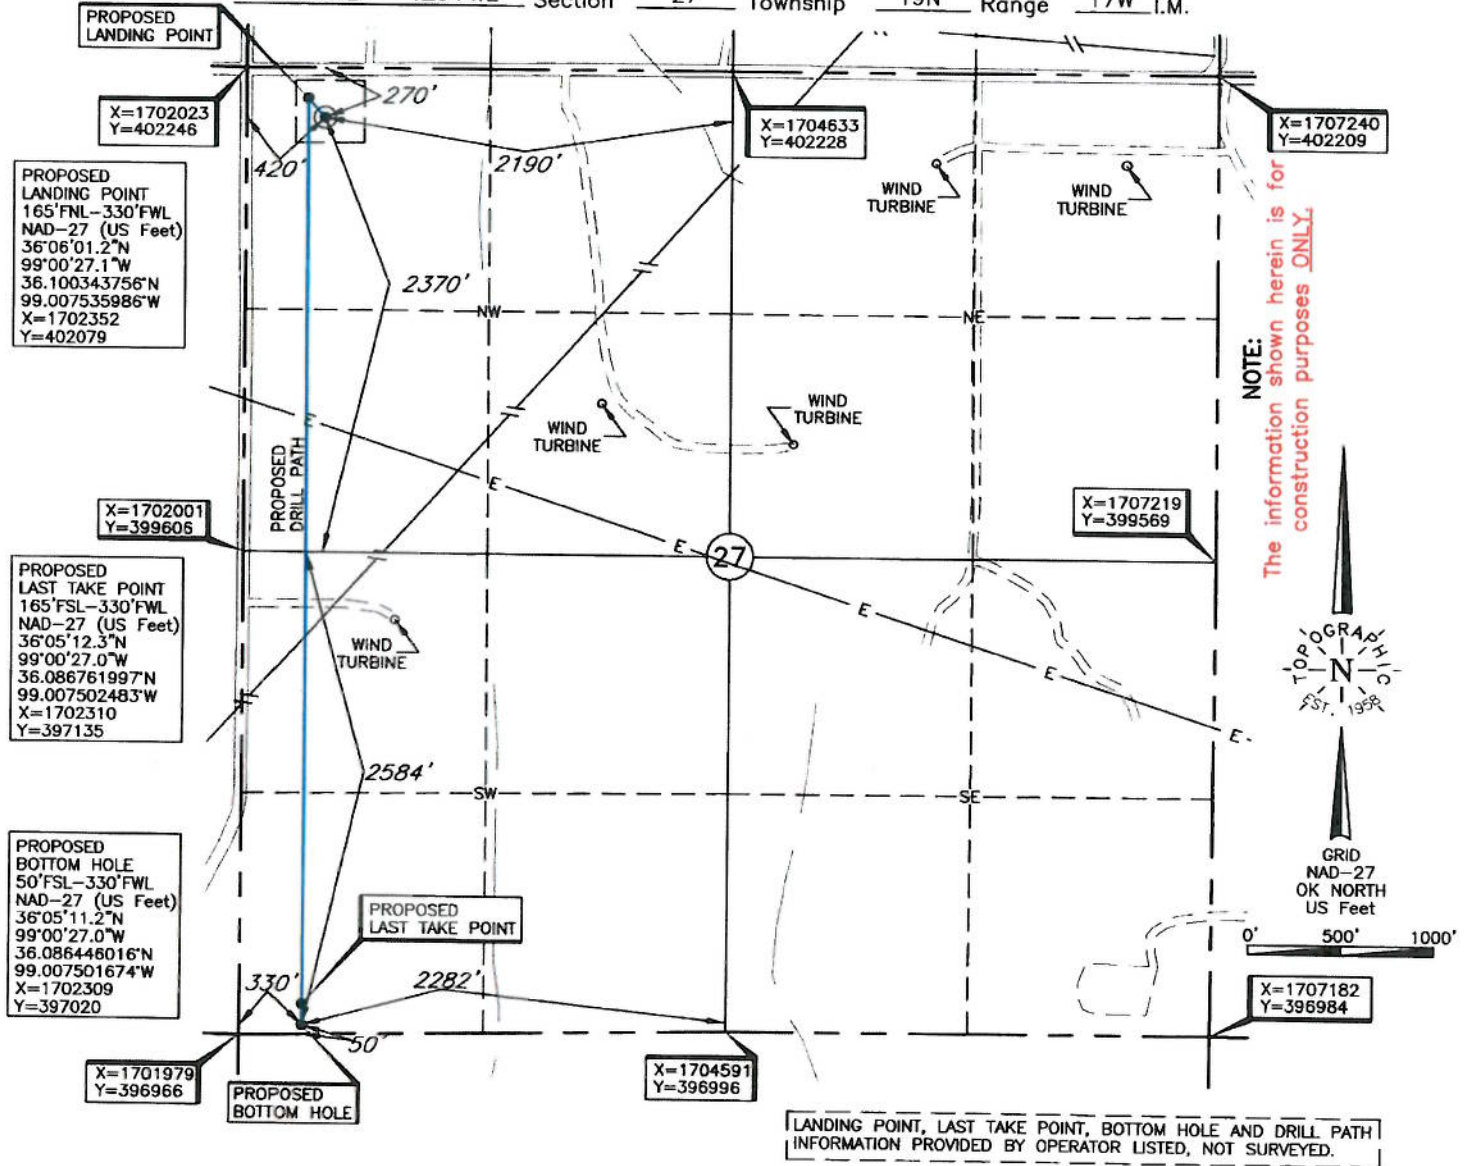 Section 27 Township 19N Range 17W I.M.
PROPOSED
LANDING POINT
X=1702023
Y=402246
270'
420'
2190'
X=1704633
Y=402228
X=1707240
Y=402209
WIND
TURBINE
WIND
TURBINE
PROPOSED
LANDING POINT
165'FNL-330'FWL
NAD-27 (US Feet)
36°06'01.2"N
99°00'27.1"W
36.100343756°N
99.007535986°W
X=1702352
Y=402079
2370'
NW
NE
NOTE:
The information shown herein is for
construction purposes ONLY.
E
WIND
TURBINE
WIND
TURBINE
PROPOSED
DRILL PATH
E
X=1702001
Y=399606
X=1707219
Y=399569
E
27
PROPOSED
LAST TAKE POINT
165'FSL-330'FWL
NAD-27 (US Feet)
36°05'12.3"N
99°00'27.0"W
36.086761997°N
99.007502483°W
X=1702310
Y=397135
WIND
TURBINE
E
E
E
TOPOGRAPHIC
N
EST. 1958
2584'
SW
SE
PROPOSED
BOTTOM HOLE
50'FSL-330'FWL
NAD-27 (US Feet)
36°05'11.2"N
99°00'27.0"W
36.086446016°N
99.007501674°W
X=1702309
Y=397020
PROPOSED
LAST TAKE POINT
GRID
NAD-27
OK NORTH
US Feet
0' 500' 1000'
330'
2282'
50'
X=1707182
Y=396984
X=1701979
Y=396966
PROPOSED
BOTTOM HOLE
X=1704591
Y=396996
LANDING POINT, LAST TAKE POINT, BOTTOM HOLE AND DRILL PATH
INFORMATION PROVIDED BY OPERATOR LISTED, NOT SURVEYED.